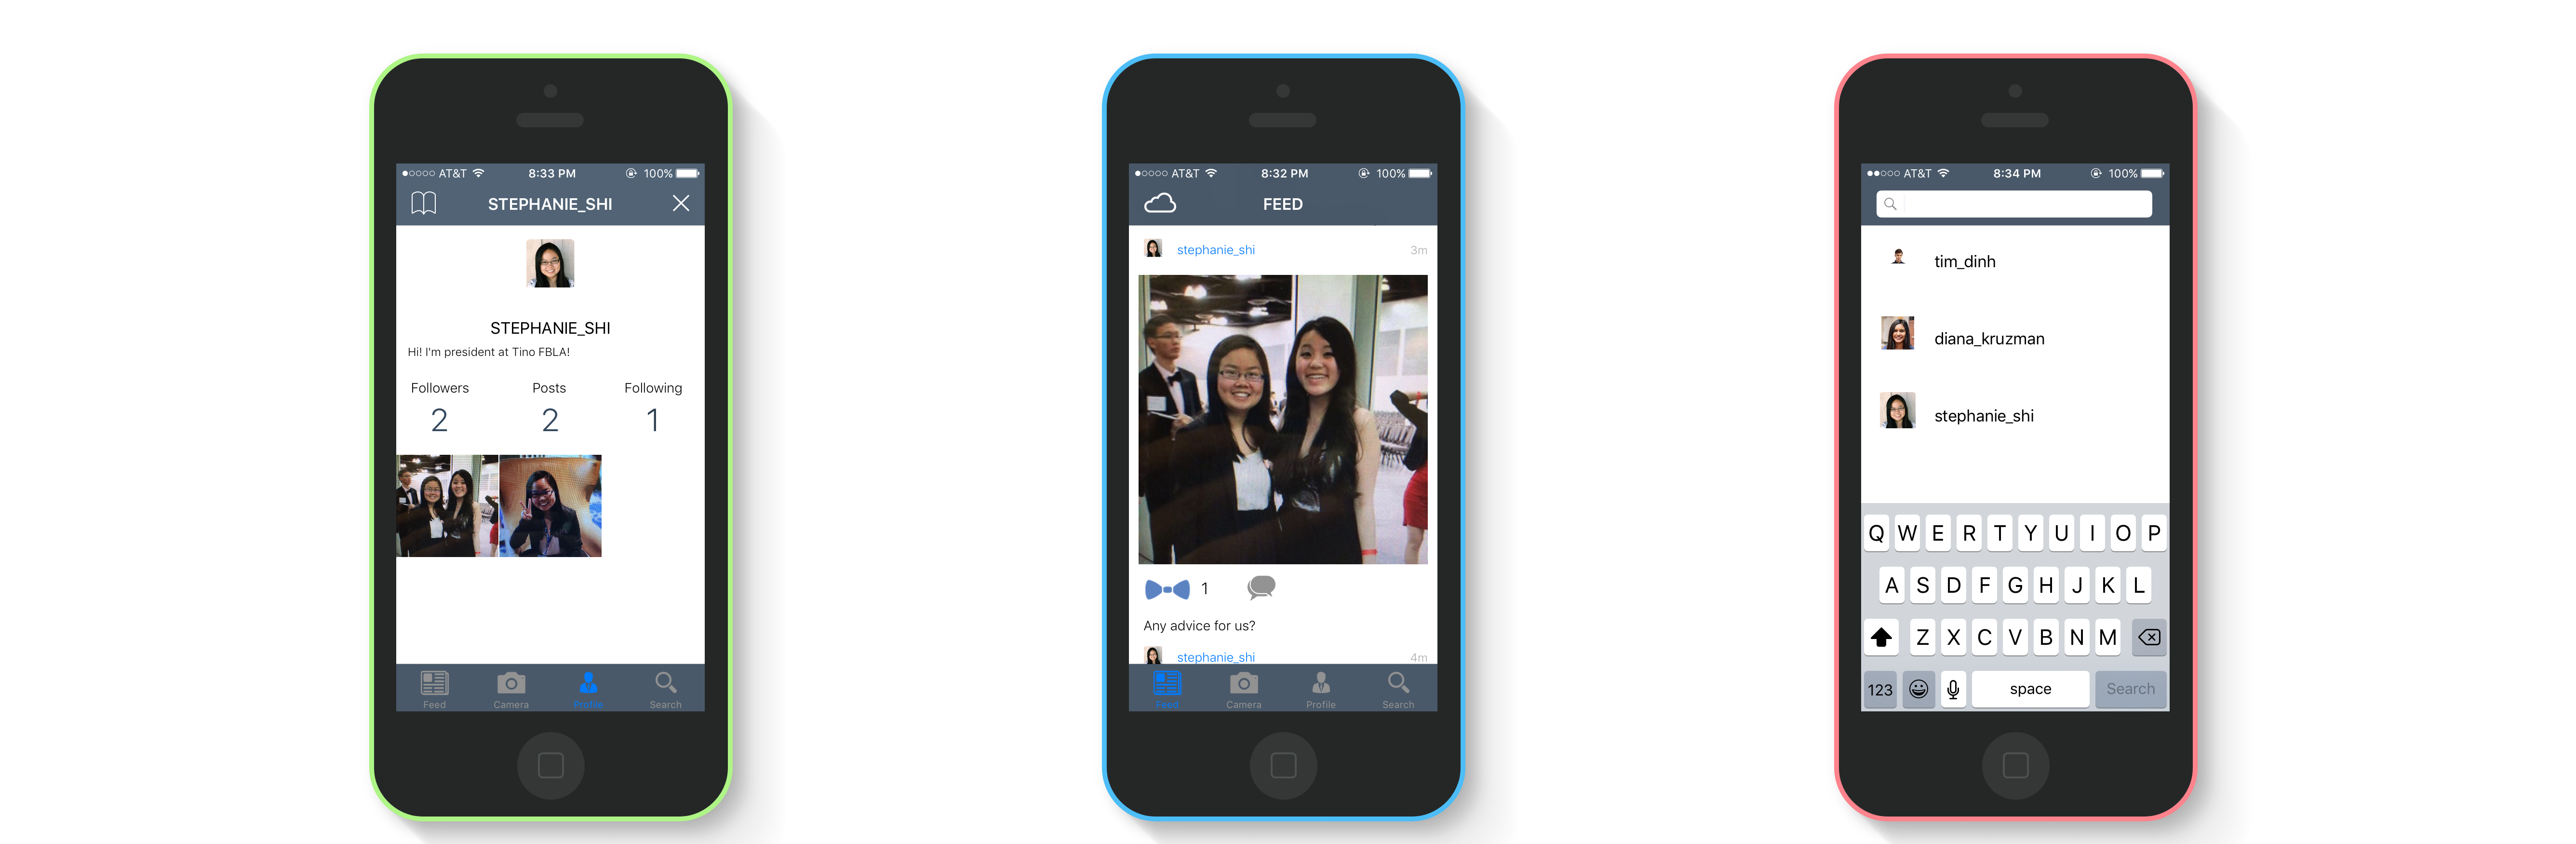 AT&T 8:33 PM 100%
STEPHANIE_SHI
STEPHANIE_SHI
Hi! I'm president at Tino FBLA!
Followers Posts Following
2 2 1
Feed Camera Profile Search
AT&T 8:32 PM 100%
FEED
stephanie_shi 3m
1
Any advice for us?
stephanie_shi 4m
Feed Camera Profile Search
AT&T 8:34 PM 100%
tim_dinh
diana_kruzman
stephanie_shi
Q W E R T Y U I O P
A S D F G H J K L
Z X C V B N M
123 space Search